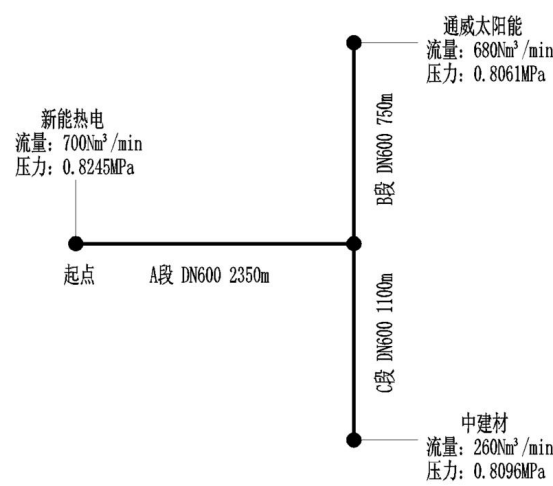 通威太阳能
流量: 680Nm³/min
压力: 0.8061MPa
B段 DN600 750m
新能热电
流量: 700Nm³/min
压力: 0.8245MPa
起点
A段 DN600 2350m
C段 DN600 1100m
中建材
流量: 260Nm³/min
压力: 0.8096MPa